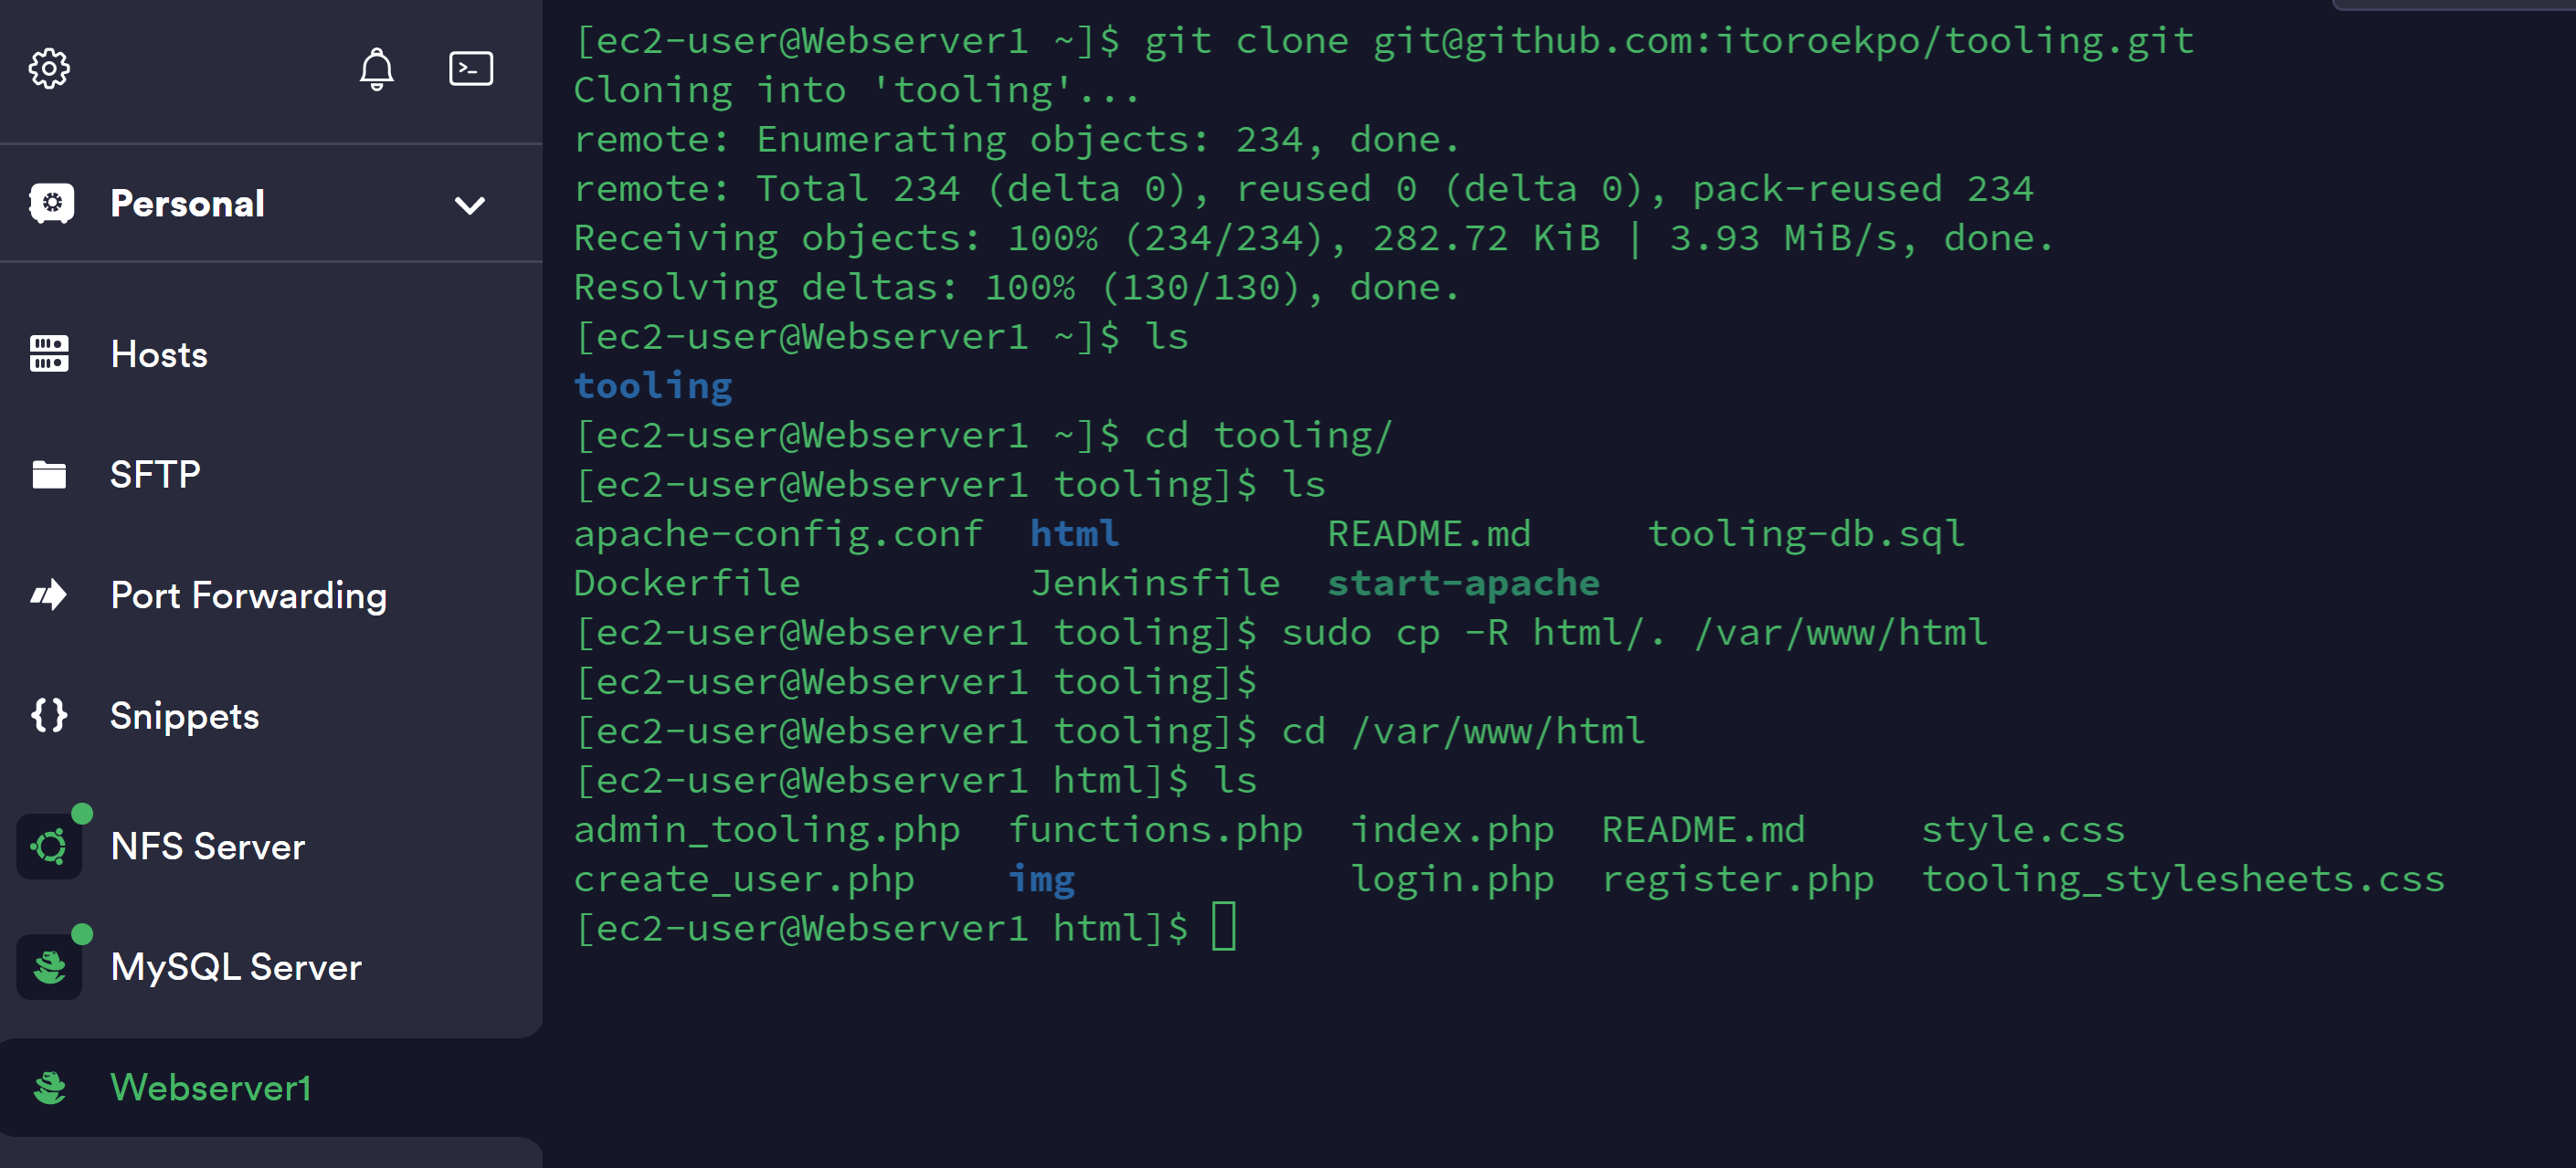 Personal
Hosts
SFTP
Port Forwarding
Snippets
NFS Server
MySQL Server
Webserver1
[ec2-user@Webserver1 ~]$ git clone git@github.com:itoroekpo/tooling.git
Cloning into 'tooling'...
remote: Enumerating objects: 234, done.
remote: Total 234 (delta 0), reused 0 (delta 0), pack-reused 234
Receiving objects: 100% (234/234), 282.72 KiB | 3.93 MiB/s, done.
Resolving deltas: 100% (130/130), done.
[ec2-user@Webserver1 ~]$ ls
tooling
[ec2-user@Webserver1 ~]$ cd tooling/
[ec2-user@Webserver1 tooling]$ ls
apache-config.conf  html         README.md     tooling-db.sql
Dockerfile          Jenkinsfile  start-apache
[ec2-user@Webserver1 tooling]$ sudo cp -R html/. /var/www/html
[ec2-user@Webserver1 tooling]$
[ec2-user@Webserver1 tooling]$ cd /var/www/html
[ec2-user@Webserver1 html]$ ls
admin_tooling.php  functions.php  index.php  README.md     style.css
create_user.php    img            login.php  register.php  tooling_stylesheets.css
[ec2-user@Webserver1 html]$